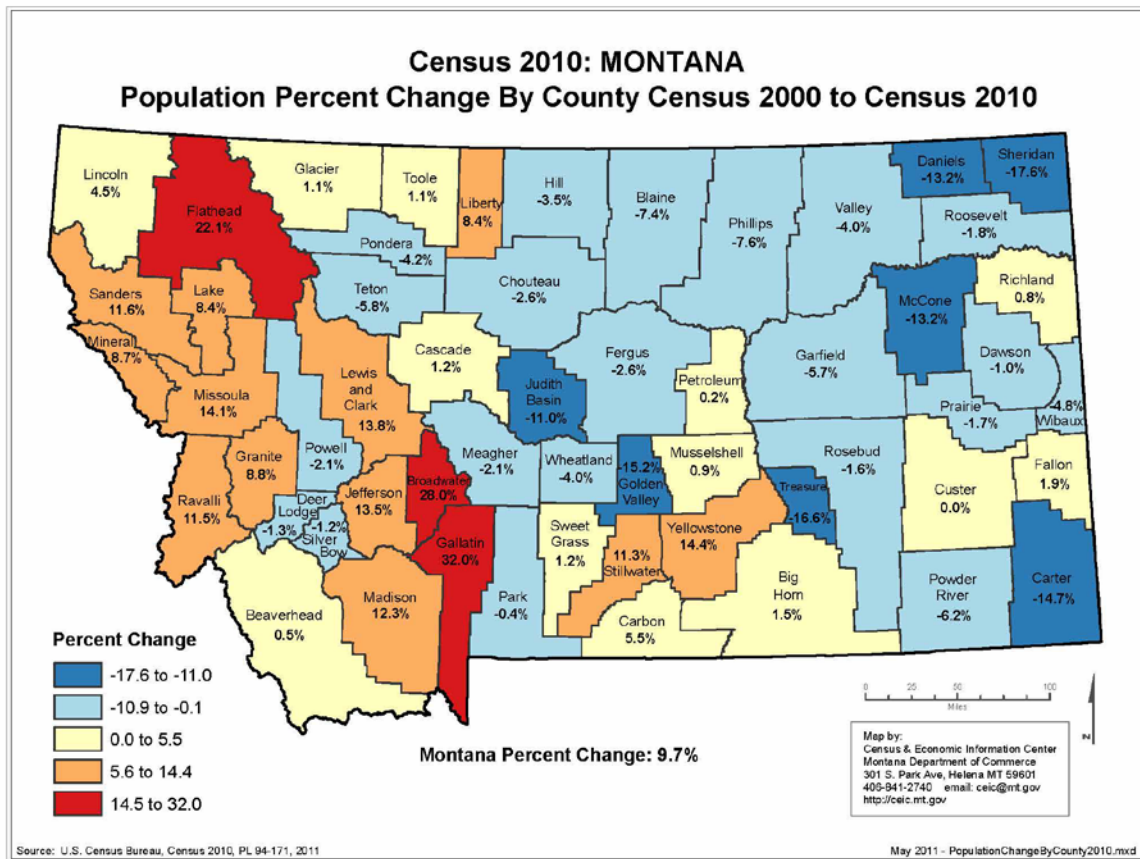 Census 2010: MONTANA
Population Percent Change By County Census 2000 to Census 2010
Lincoln
4.5%
Flathead
22.1%
Glacier
1.1%
Toole
1.1%
Liberty
8.4%
Hill
-3.5%
Blaine
-7.4%
Phillips
-7.6%
Valley
-4.0%
Daniels
-13.2%
Sheridan
-17.6%
Roosevelt
-1.8%
Pondera
-4.2%
Teton
-5.8%
Chouteau
-2.6%
Richland
0.8%
McCone
-13.2%
Sanders
11.6%
Lake
8.4%
Mineral
8.7%
Missoula
14.1%
Lewis
and
Clark
13.8%
Cascade
1.2%
Judith
Basin
-11.0%
Fergus
-2.6%
Petroleum
0.2%
Garfield
-5.7%
Dawson
-1.0%
Prairie
-1.7%
-4.8%
Wibaux
Powell
-2.1%
Granite
8.8%
Ravalli
11.5%
Deer
Lodge
-1.3%
-1.2%
Silver
Bow
Jefferson
13.5%
Broadwater
28.0%
Meagher
-2.1%
Wheatland
-4.0%
-15.2%
Golden
Valley
Musselshell
0.9%
Treasure
-16.6%
Rosebud
-1.6%
Custer
0.0%
Fallon
1.9%
Gallatin
32.0%
Park
-0.4%
Sweet
Grass
1.2%
11.3%
Stillwater
Yellowstone
14.4%
Big
Horn
1.5%
Carbon
5.5%
Powder
River
-6.2%
Carter
-14.7%
Beaverhead
0.5%
Madison
12.3%
Percent Change
-17.6 to -11.0
-10.9 to -0.1
0.0 to 5.5
5.6 to 14.4
14.5 to 32.0
Montana Percent Change: 9.7%
0 25 50 100
Miles
N
Map by:
Census & Economic Information Center
Montana Department of Commerce
301 S. Park Ave, Helena MT 59601
406-841-2740 email: ceic@mt.gov
http://ceic.mt.gov
Source: U.S. Census Bureau, Census 2010, PL 94-171, 2011
May 2011 - PopulationChangeByCounty2010.mxd